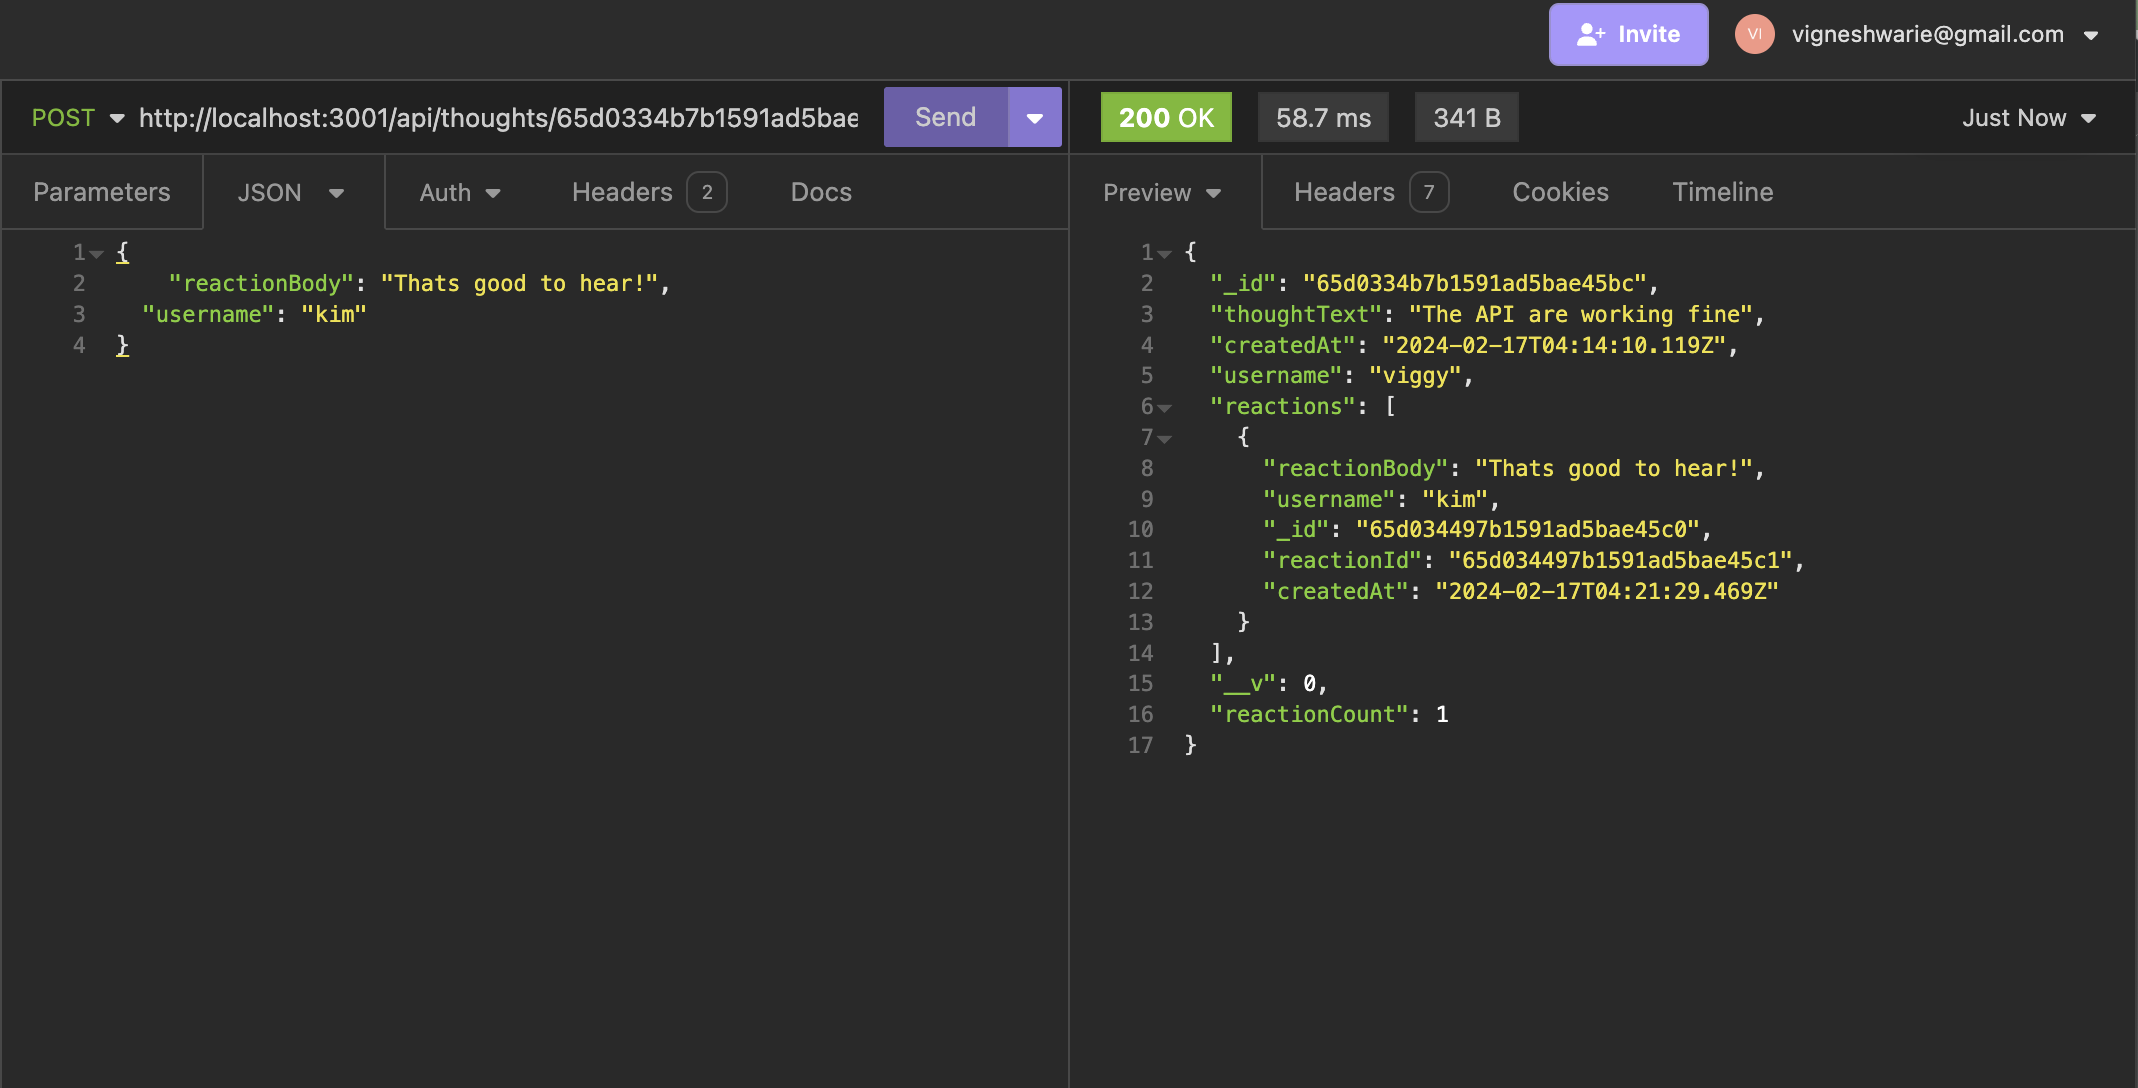 Invite VI vigneshwarie@gmail.com
POST http://localhost:3001/api/thoughts/65d0334b7b1591ad5bae Send
200 OK 58.7 ms 341 B Just Now
Parameters JSON Auth Headers 2 Docs
Preview Headers 7 Cookies Timeline
1 {
2 "reactionBody": "Thats good to hear!",
3 "username": "kim"
4 }
1 {
2 "_id": "65d0334b7b1591ad5bae45bc",
3 "thoughtText": "The API are working fine",
4 "createdAt": "2024-02-17T04:14:10.119Z",
5 "username": "viggy",
6 "reactions": [
7 {
8 "reactionBody": "Thats good to hear!",
9 "username": "kim",
10 "_id": "65d034497b1591ad5bae45c0",
11 "reactionId": "65d034497b1591ad5bae45c1",
12 "createdAt": "2024-02-17T04:21:29.469Z"
13 }
14 ],
15 "__v": 0,
16 "reactionCount": 1
17 }